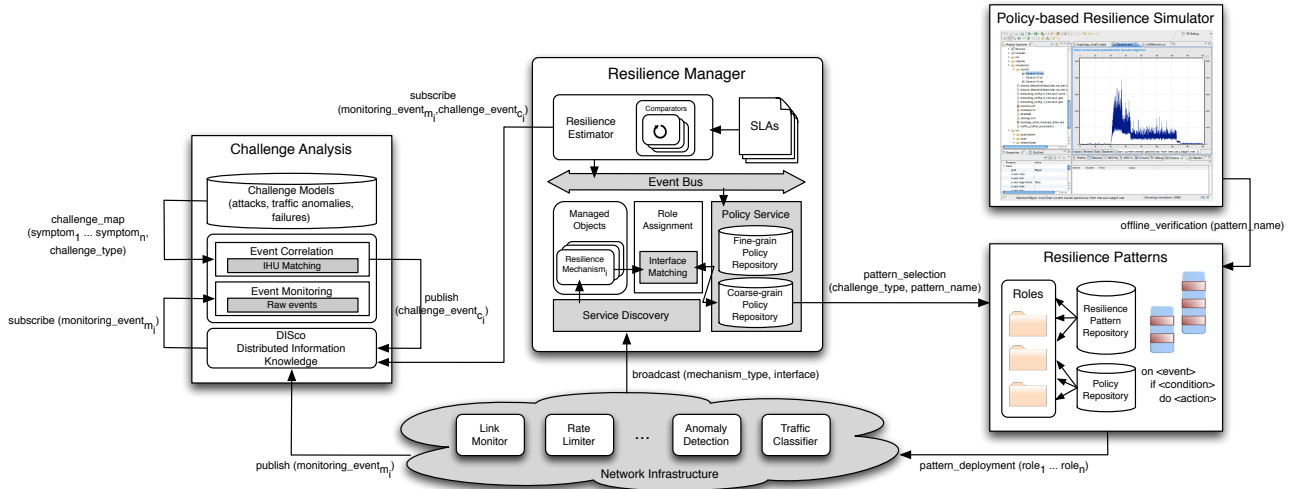 Policy-based Resilience Simulator
Resilience Manager
subscribe
(monitoring_event_mi,challenge_event_ci)
Resilience
Estimator
Comparators
SLAs
Event Bus
Managed
Objects
Resilience
Mechanism_i
Role
Assignment
Interface
Matching
Policy Service
Fine-grain
Policy
Repository
Coarse-grain
Policy
Repository
Service Discovery
Challenge Analysis
Challenge Models
(attacks, traffic anomalies,
failures)
challenge_map
(symptom_1 ... symptom_n,
challenge_type)
Event Correlation
IHU Matching
Event Monitoring
Raw events
publish
(challenge_event_ci)
subscribe (monitoring_event_mi)
DISco
Distributed Information
Knowledge
offline_verification (pattern_name)
pattern_selection
(challenge_type, pattern_name)
Resilience Patterns
Roles
Resilience
Pattern
Repository
Policy
Repository
on <event>
if <condition>
do <action>
broadcast (mechanism_type, interface)
Link
Monitor
Rate
Limiter
...
Anomaly
Detection
Traffic
Classifier
Network Infrastructure
publish (monitoring_event_mi)
pattern_deployment (role_1 ... role_n)